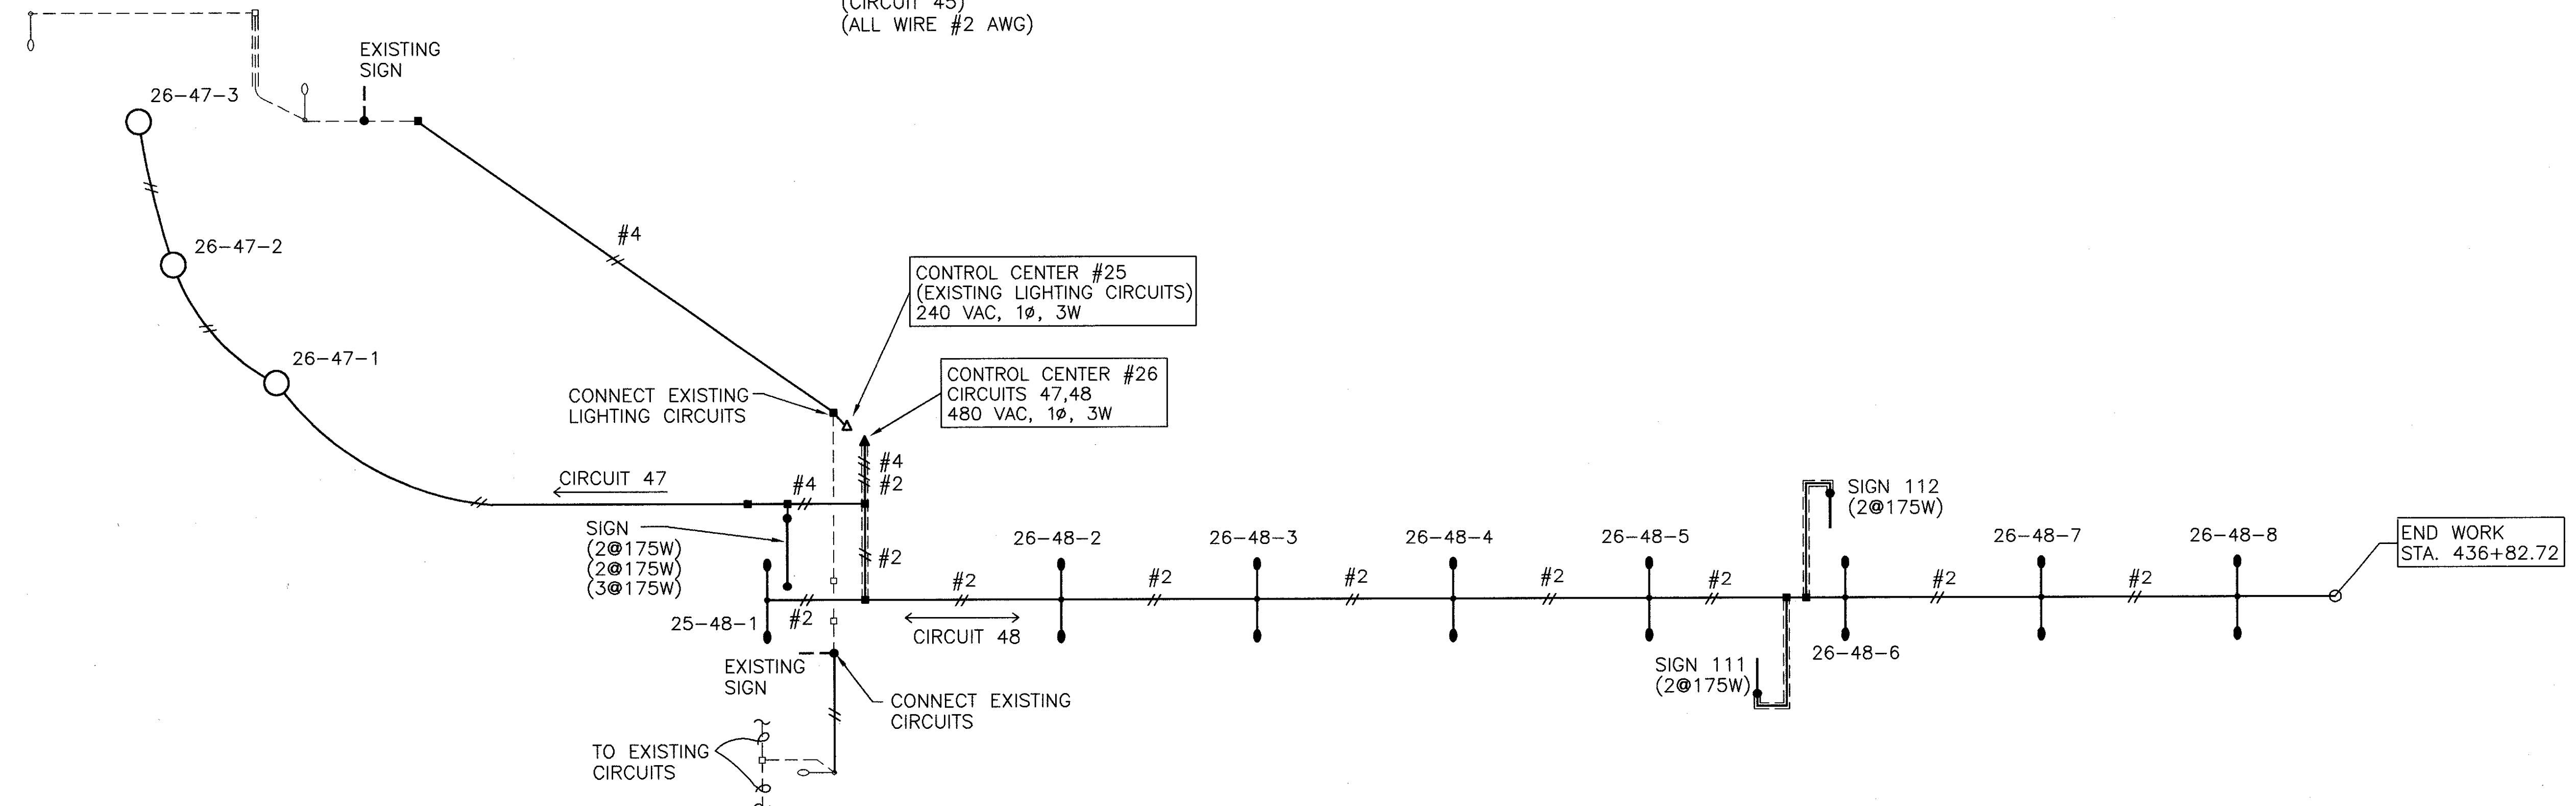 (CIRCUIT 45)
(ALL WIRE #2 AWG)
EXISTING
SIGN
26-47-3
26-47-2
26-47-1
#4
CONTROL CENTER #25
(EXISTING LIGHTING CIRCUITS)
240 VAC, 1ø, 3W
CONTROL CENTER #26
CIRCUITS 47,48
480 VAC, 1ø, 3W
CONNECT EXISTING
LIGHTING CIRCUITS
#4
#2
CIRCUIT 47
#4
SIGN
(2@175W)
(2@175W)
(3@175W)
#2
25-48-1
#2
#2
CIRCUIT 48
26-48-2
#2
26-48-3
#2
26-48-4
#2
26-48-5
#2
SIGN 112
(2@175W)
SIGN 111
(2@175W)
26-48-6
#2
26-48-7
#2
26-48-8
END WORK
STA. 436+82.72
EXISTING
SIGN
CONNECT EXISTING
CIRCUITS
TO EXISTING
CIRCUITS